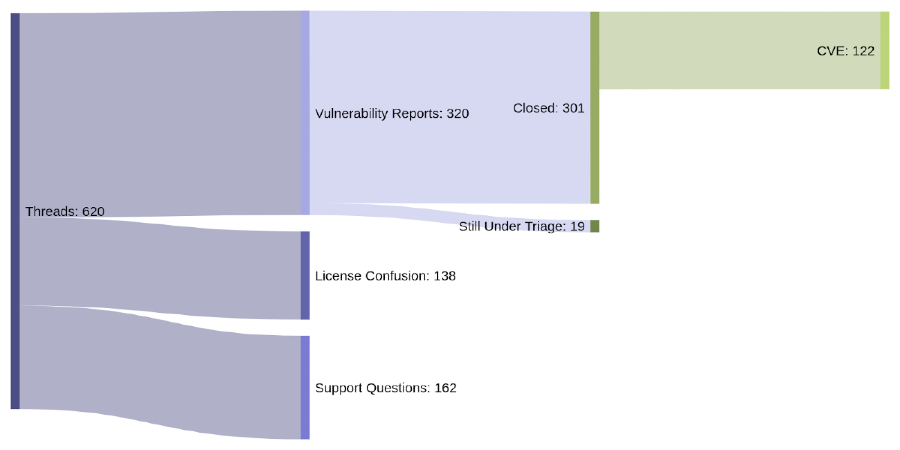 Threads: 620
Vulnerability Reports: 320
License Confusion: 138
Support Questions: 162
Closed: 301
Still Under Triage: 19
CVE: 122